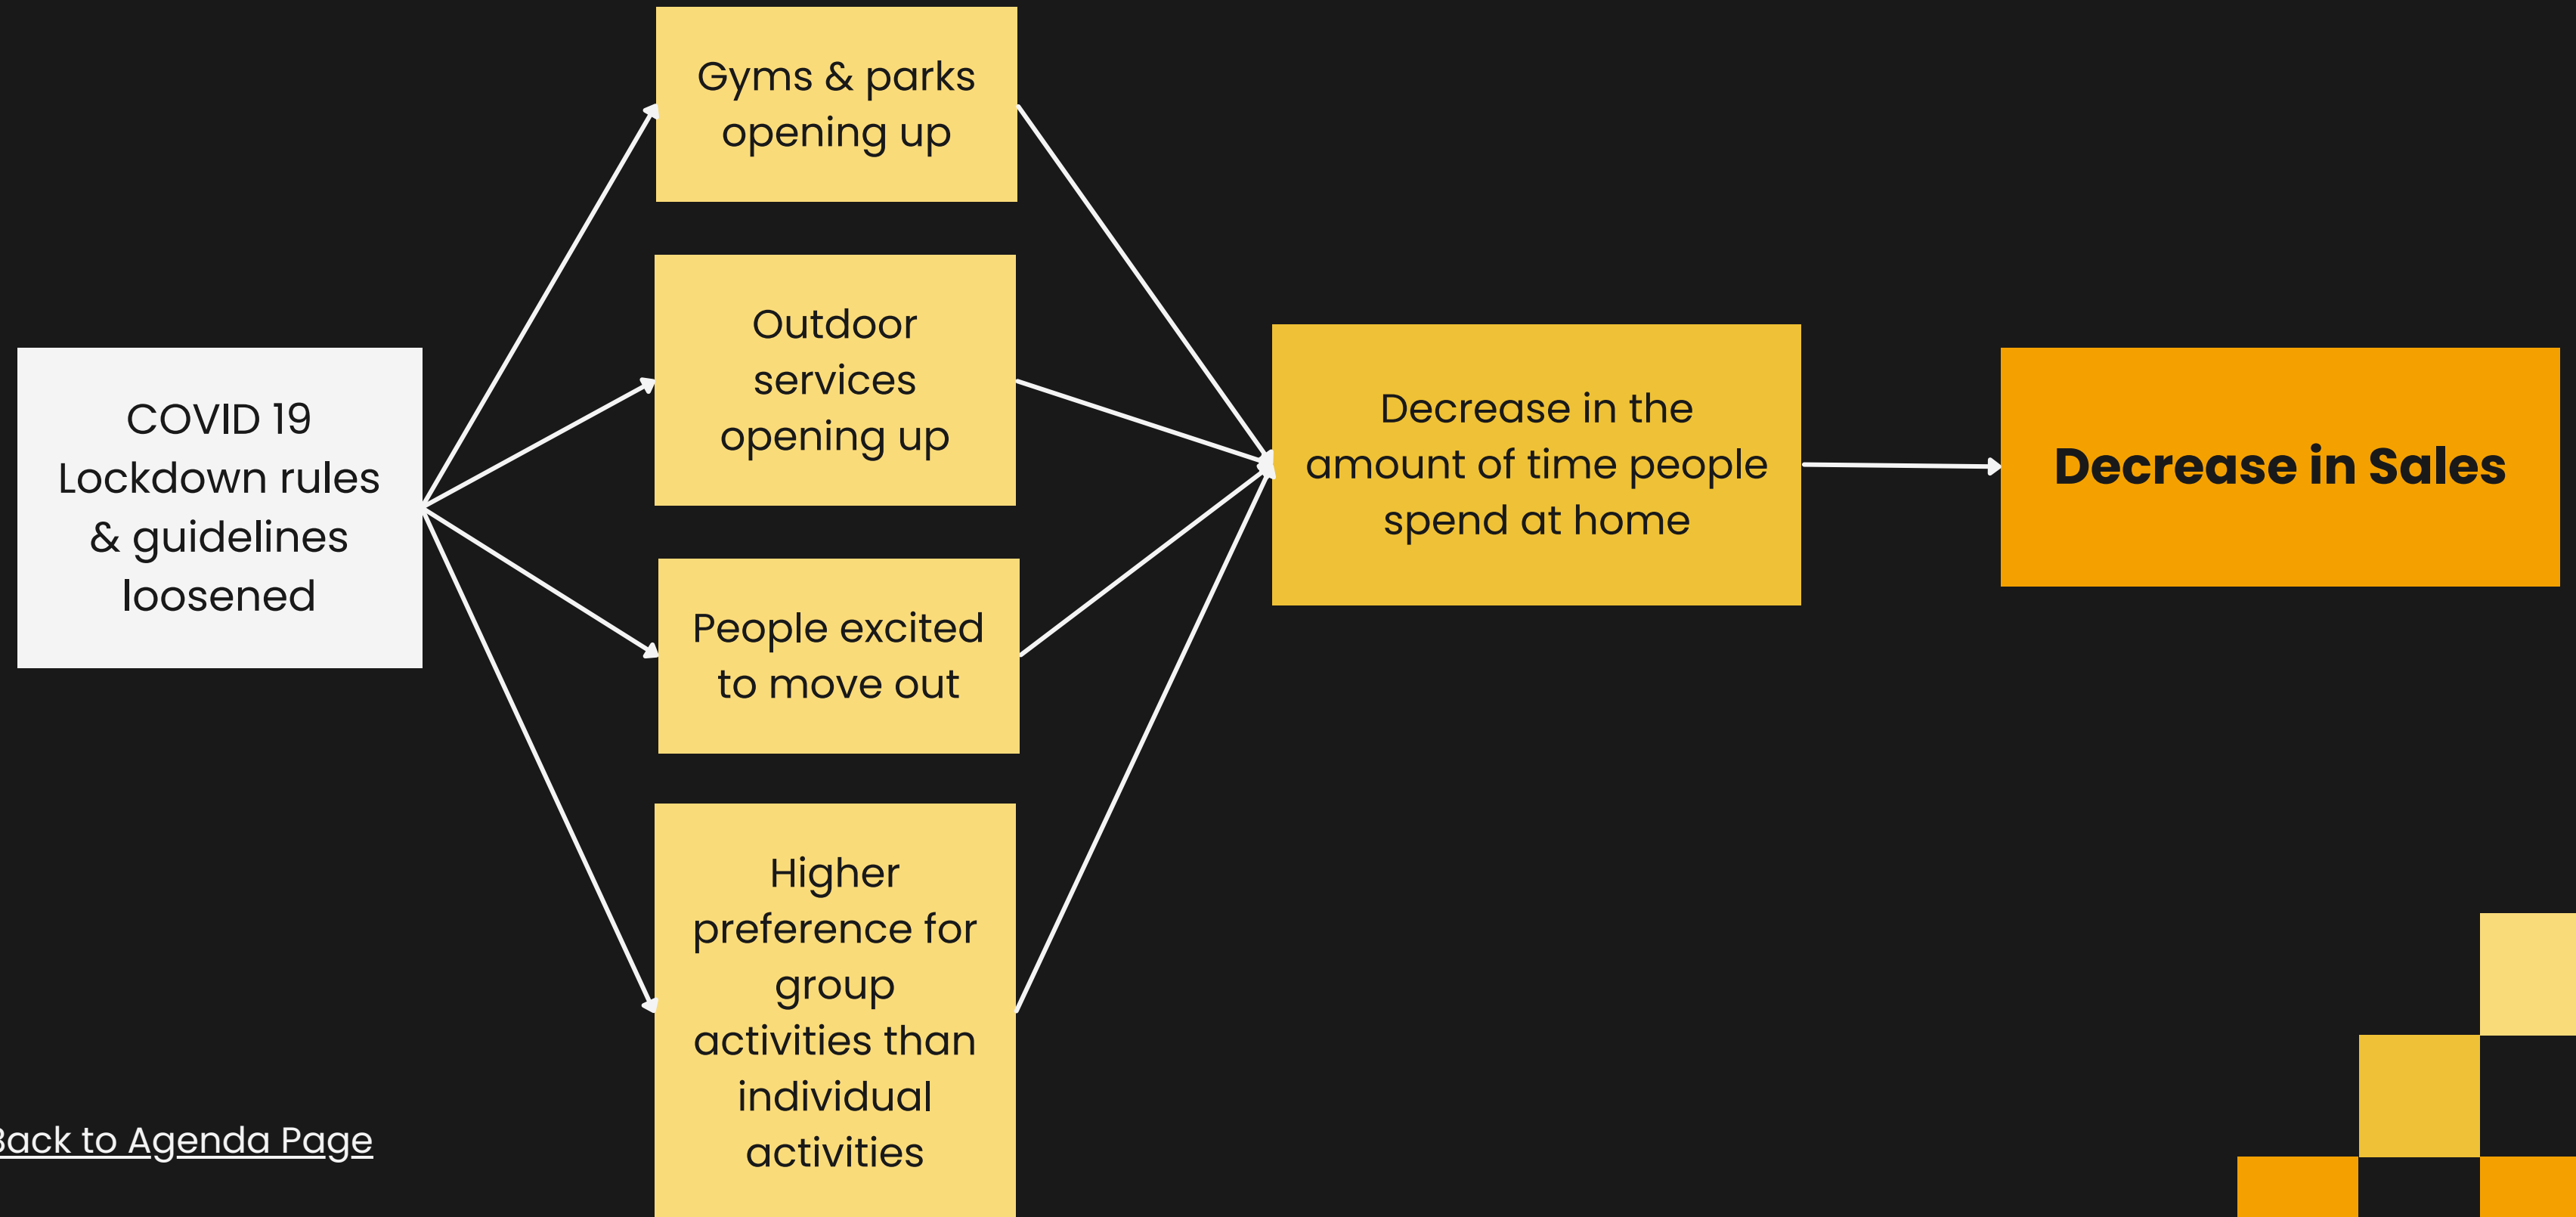 Gyms & parks
opening up
Outdoor
services
opening up
COVID 19
Lockdown rules
& guidelines
loosened
People excited
to move out
Higher
preference for
group
activities than
individual
activities
Decrease in the
amount of time people
spend at home
Decrease in Sales
Back to Agenda Page